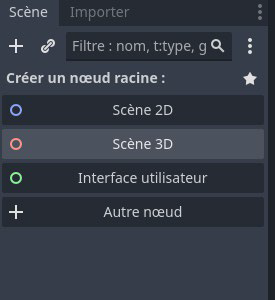 Scène Importer
Filtre : nom, t:type, g
Créer un nœud racine :
Scène 2D
Scène 3D
Interface utilisateur
Autre nœud